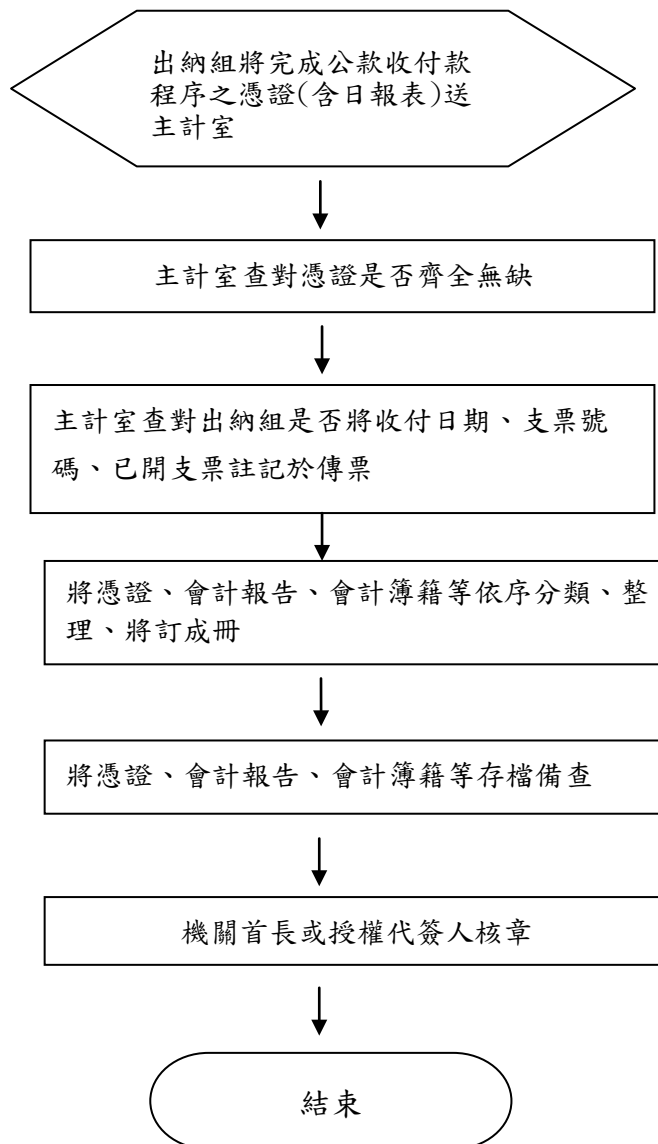 出納組將完成公款收付款
程序之憑證(含日報表)送
主計室
主計室查對憑證是否齊全無缺
主計室查對出納組是否將收付日期、支票號
碼、已開支票註記於傳票
將憑證、會計報告、會計簿籍等依序分類、整
理、將訂成冊
將憑證、會計報告、會計簿籍等存檔備查
機關首長或授權代簽人核章
結束